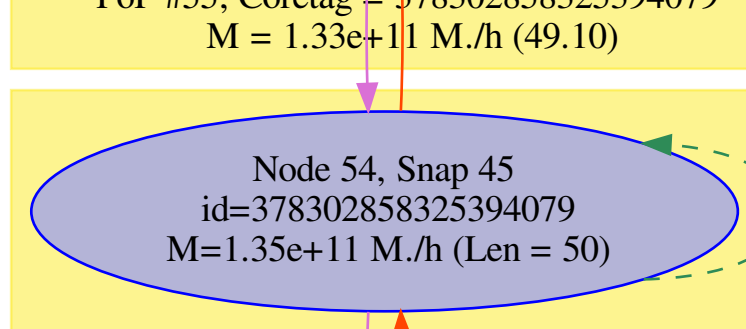 M = 1.33e+11 M./h (49.10)
Node 54, Snap 45
id=378302858325394079
M=1.35e+11 M./h (Len = 50)